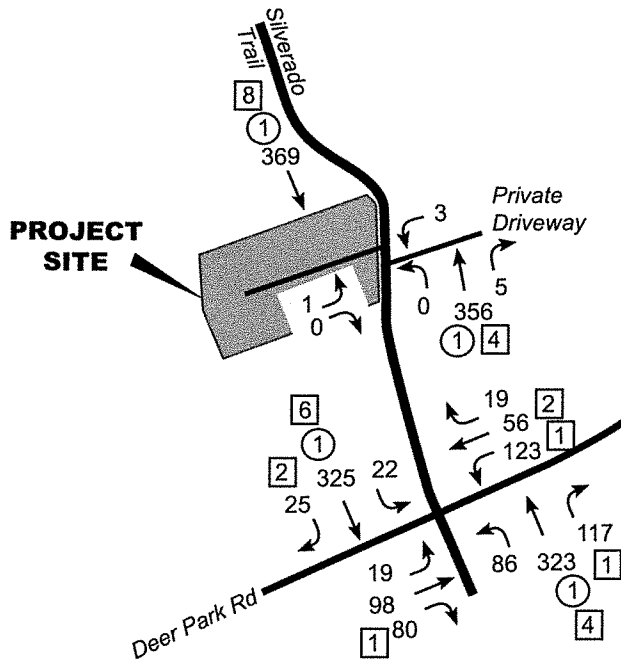 Silverado
Trail
8
1
369
PROJECT
SITE
3
Private
Driveway
5
0
356
1 4
1
0
19
56 2
123 1
6
1
2 325 22
25
117
86 323 1
1
4
19
98
1 80
Deer Park Rd